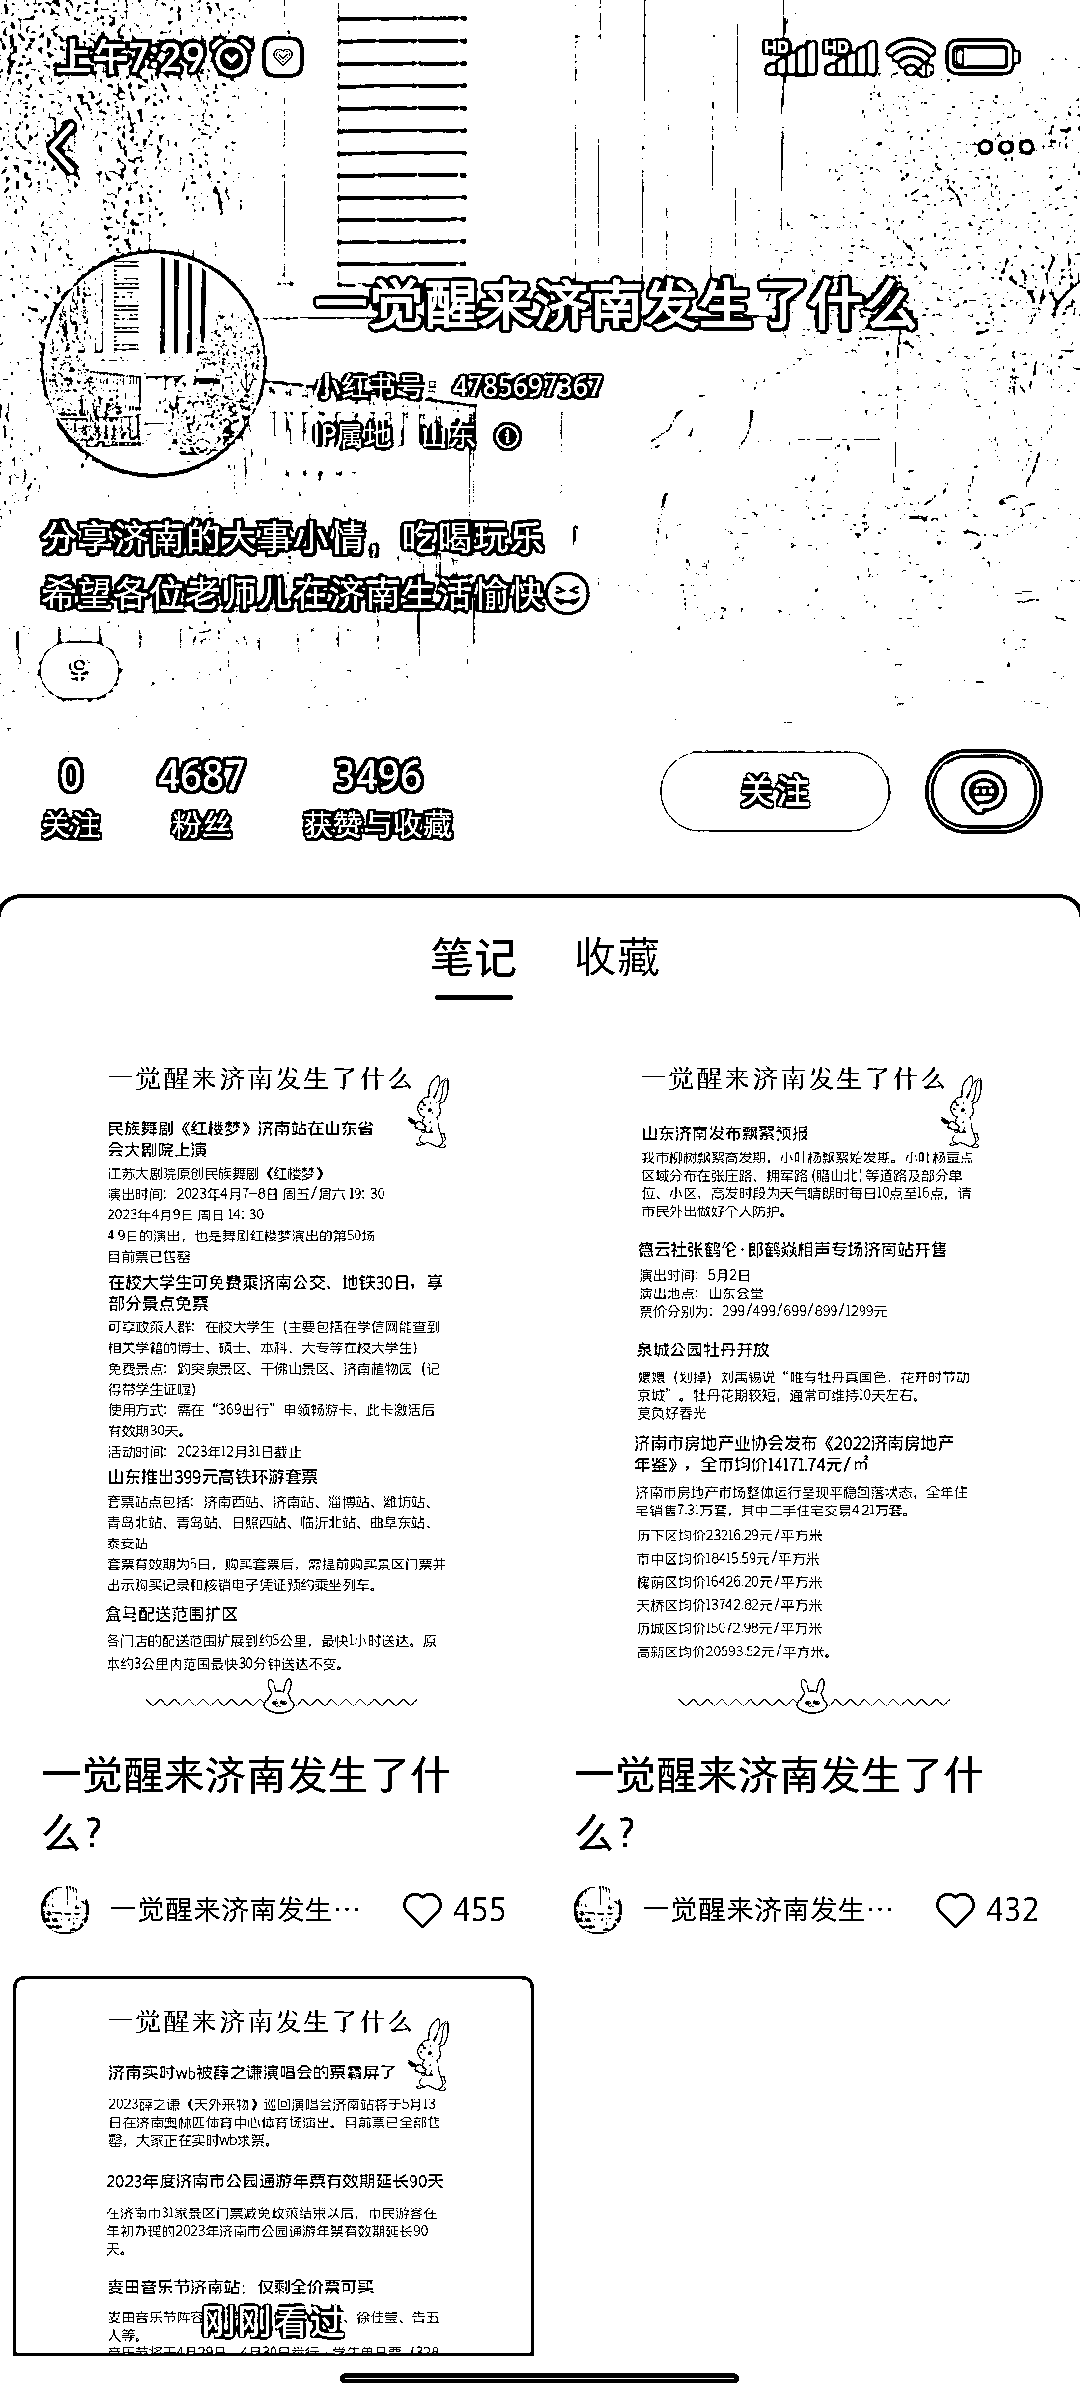 上午7:29
一觉醒来济南发生了什么
小红书号：4785697367
IP属地：山东
分享济南的大事小情，吃喝玩乐
希望各位老师儿在济南生活愉快
0
4687
3496
关注
粉丝
获赞与收藏
关注
笔记
收藏
一觉醒来济南发生了什么
民族舞剧《红楼梦》济南站在山东省
会大剧院上演
江苏大剧院原创民族舞剧《红楼梦》
演出时间：2023年4月7-8日 周五/周六 19：30
2023年4月9日 周日 14：30
4 9日的演出，也是舞剧红楼梦演出的第50场
目前票已售罄
在校大学生可免费乘济南公交、地铁30日，享
部分景点免票
可享政策人群：在校大学生（主要包括在学信网能查到
相关学籍的博士、硕士、本科、大专等在校大学生）
免费景点：趵突泉景区、千佛山景区、济南植物园（记
得带学生证喔）
使用方式：需在“369出行”申领畅游卡，此卡激活后
有效期30天。
活动时间：2023年12月31日截止
山东推出399元高铁环游套票
套票站点包括：济南西站、济南站、淄博站、潍坊站、
青岛北站、青岛站、日照西站、临沂北站、曲阜东站、
泰安站
套票有效期为5日，购买套票后，需提前购买景区门票并
出示购买记录和核销电子凭证预约乘坐列车。
盒马配送范围扩区
各门店的配送范围扩展到约5公里，最快1小时送达。原
本约3公里内范围最快30分钟送达不变。
一觉醒来济南发生了什么?
一觉醒来济南发生…
455
一觉醒来济南发生了什么
山东济南发布飘絮预报
我市柳树飘絮高发期，小叶杨飘絮始发期。小叶杨重点
区域分布在张庄路、拥军路（腊山北）等道路及部分单
位、小区，高发时段为天气晴朗时每日10点至16点，请
市民外出做好个人防护。
德云社张鹤伦·郎鹤焱相声专场济南站开售
演出时间：5月2日
演出地点：山东会堂
票价分别为：299/499/699/899/1299元
泉城公园牡丹开放
嬛嬛（划掉）刘禹锡说“唯有牡丹真国色，花开时节动
京城”。牡丹花期较短，通常可维持10天左右。
莫负好春光
济南市房地产业协会发布《2022济南房地产
年鉴》，全市均价14171.74元/㎡
济南市房地产市场整体运行呈现平稳回落状态，全年住
宅销售7.3万套，其中二手住宅交易4.21万套。
历下区均价23216.29元/平方米
市中区均价18415.59元/平方米
槐荫区均价16426.20元/平方米
天桥区均价13742.82元/平方米
历城区均价15072.98元/平方米
高新区均价20593.52元/平方米。
一觉醒来济南发生了什么?
一觉醒来济南发生…
432
一觉醒来济南发生了什么
济南实时wb被薛之谦演唱会的票霸屏了
2023薛之谦《天外来物》巡回演唱会济南站将于5月13
日在济南奥林匹体育中心体育场演出。目前票已全部售
罄，大家正在实时wb求票。
2023年度济南市公园通游年票有效期延长90天
在济南市31家景区门票减免政策结束以后，市民游客在
年初办理的2023年济南市公园通游年票有效期延长90
天。
麦田音乐节济南站：仅剩全价票可买
麦田音乐节阵容 、徐佳莹、告五
人等。
音乐节将于4月29日、4月30日举行，学生单日票（328
刚刚看过